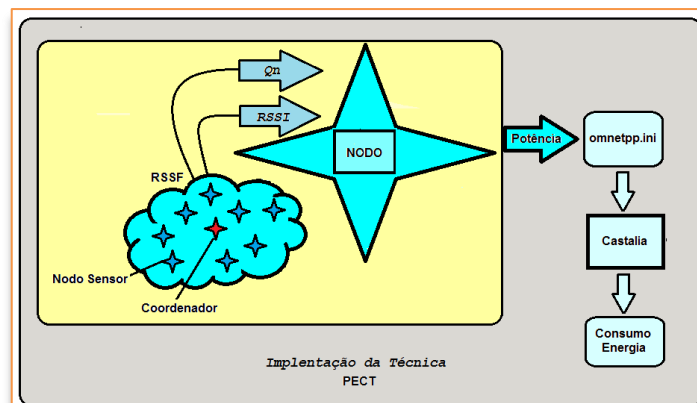 Qn
RSSI
RSSF
NODO
Potência
omnetpp.ini
Castalia
Nodo Sensor
Coordenador
Consumo
Energia
Implentação da Técnica
PECT